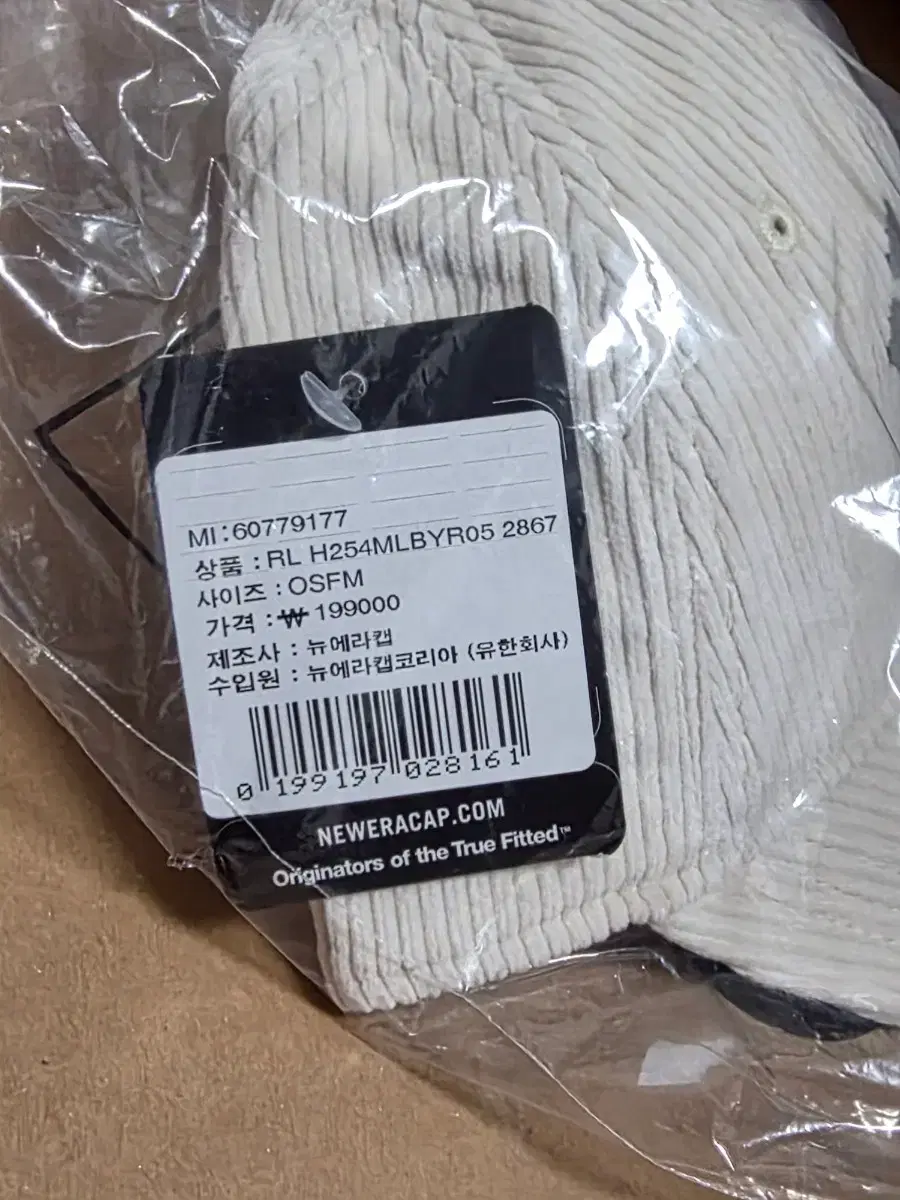 MI:60779177
상품 : RL H254MLBYR05 2867
사이즈 : OSFM
가격 : ₩ 199000
제조사 : 뉴에라캡
수입원 : 뉴에라캡코리아 (유한회사)
0 199197 028161
NEWERACAP.COM
Originators of the True Fitted™